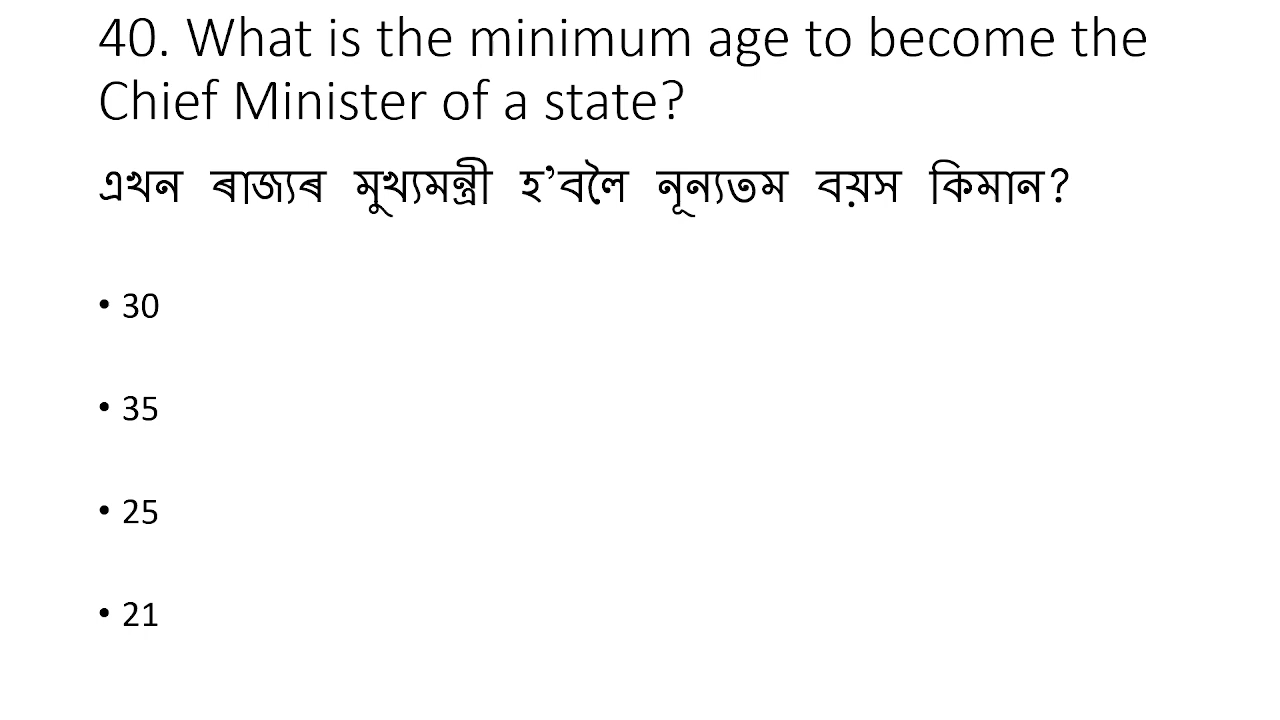 40. What is the minimum age to become the
Chief Minister of a state?
এখন ৰাজ্যৰ মুখ্যমন্ত্ৰী হ’বলৈ নূন্যতম বয়স কিমান?
• 30
• 35
• 25
• 21